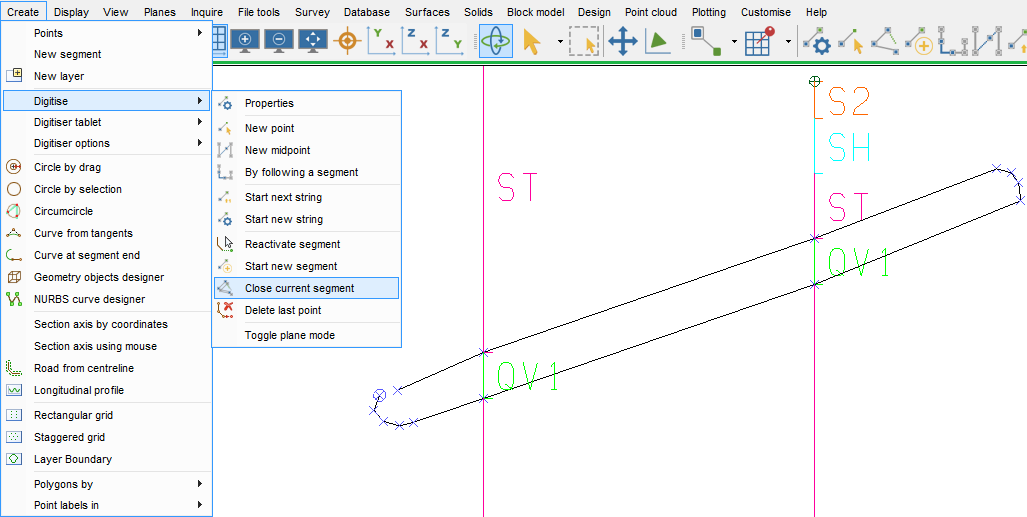 Create Display View Planes Inquire File tools Survey Database Surfaces Solids Block model Design Point cloud Plotting Customise Help
Points
New segment
New layer
Digitise
Digitiser tablet
Digitiser options
Circle by drag
Circle by selection
Circumcircle
Curve from tangents
Curve at segment end
Geometry objects designer
NURBS curve designer
Section axis by coordinates
Section axis using mouse
Road from centreline
Longitudinal profile
Rectangular grid
Staggered grid
Layer Boundary
Polygons by
Point labels in
Properties
New point
New midpoint
By following a segment
Start next string
Start new string
Reactivate segment
Start new segment
Close current segment
Delete last point
Toggle plane mode
Y X
Z X
Z Y
S2
SH
ST
ST
QV1
QV1